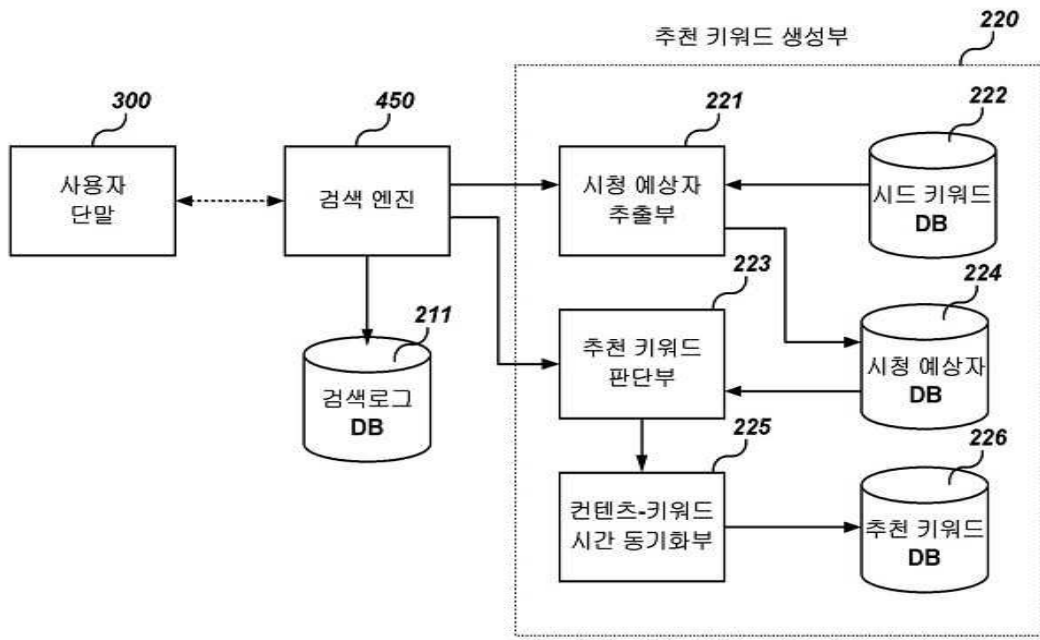 추천 키워드 생성부
220
300
450
221
222
사용자
단말
검색 엔진
시청 예상자
추출부
시드 키워드
DB
223
224
211
추천 키워드
판단부
시청 예상자
DB
검색로그
DB
225
226
컨텐츠-키워드
시간 동기화부
추천 키워드
DB